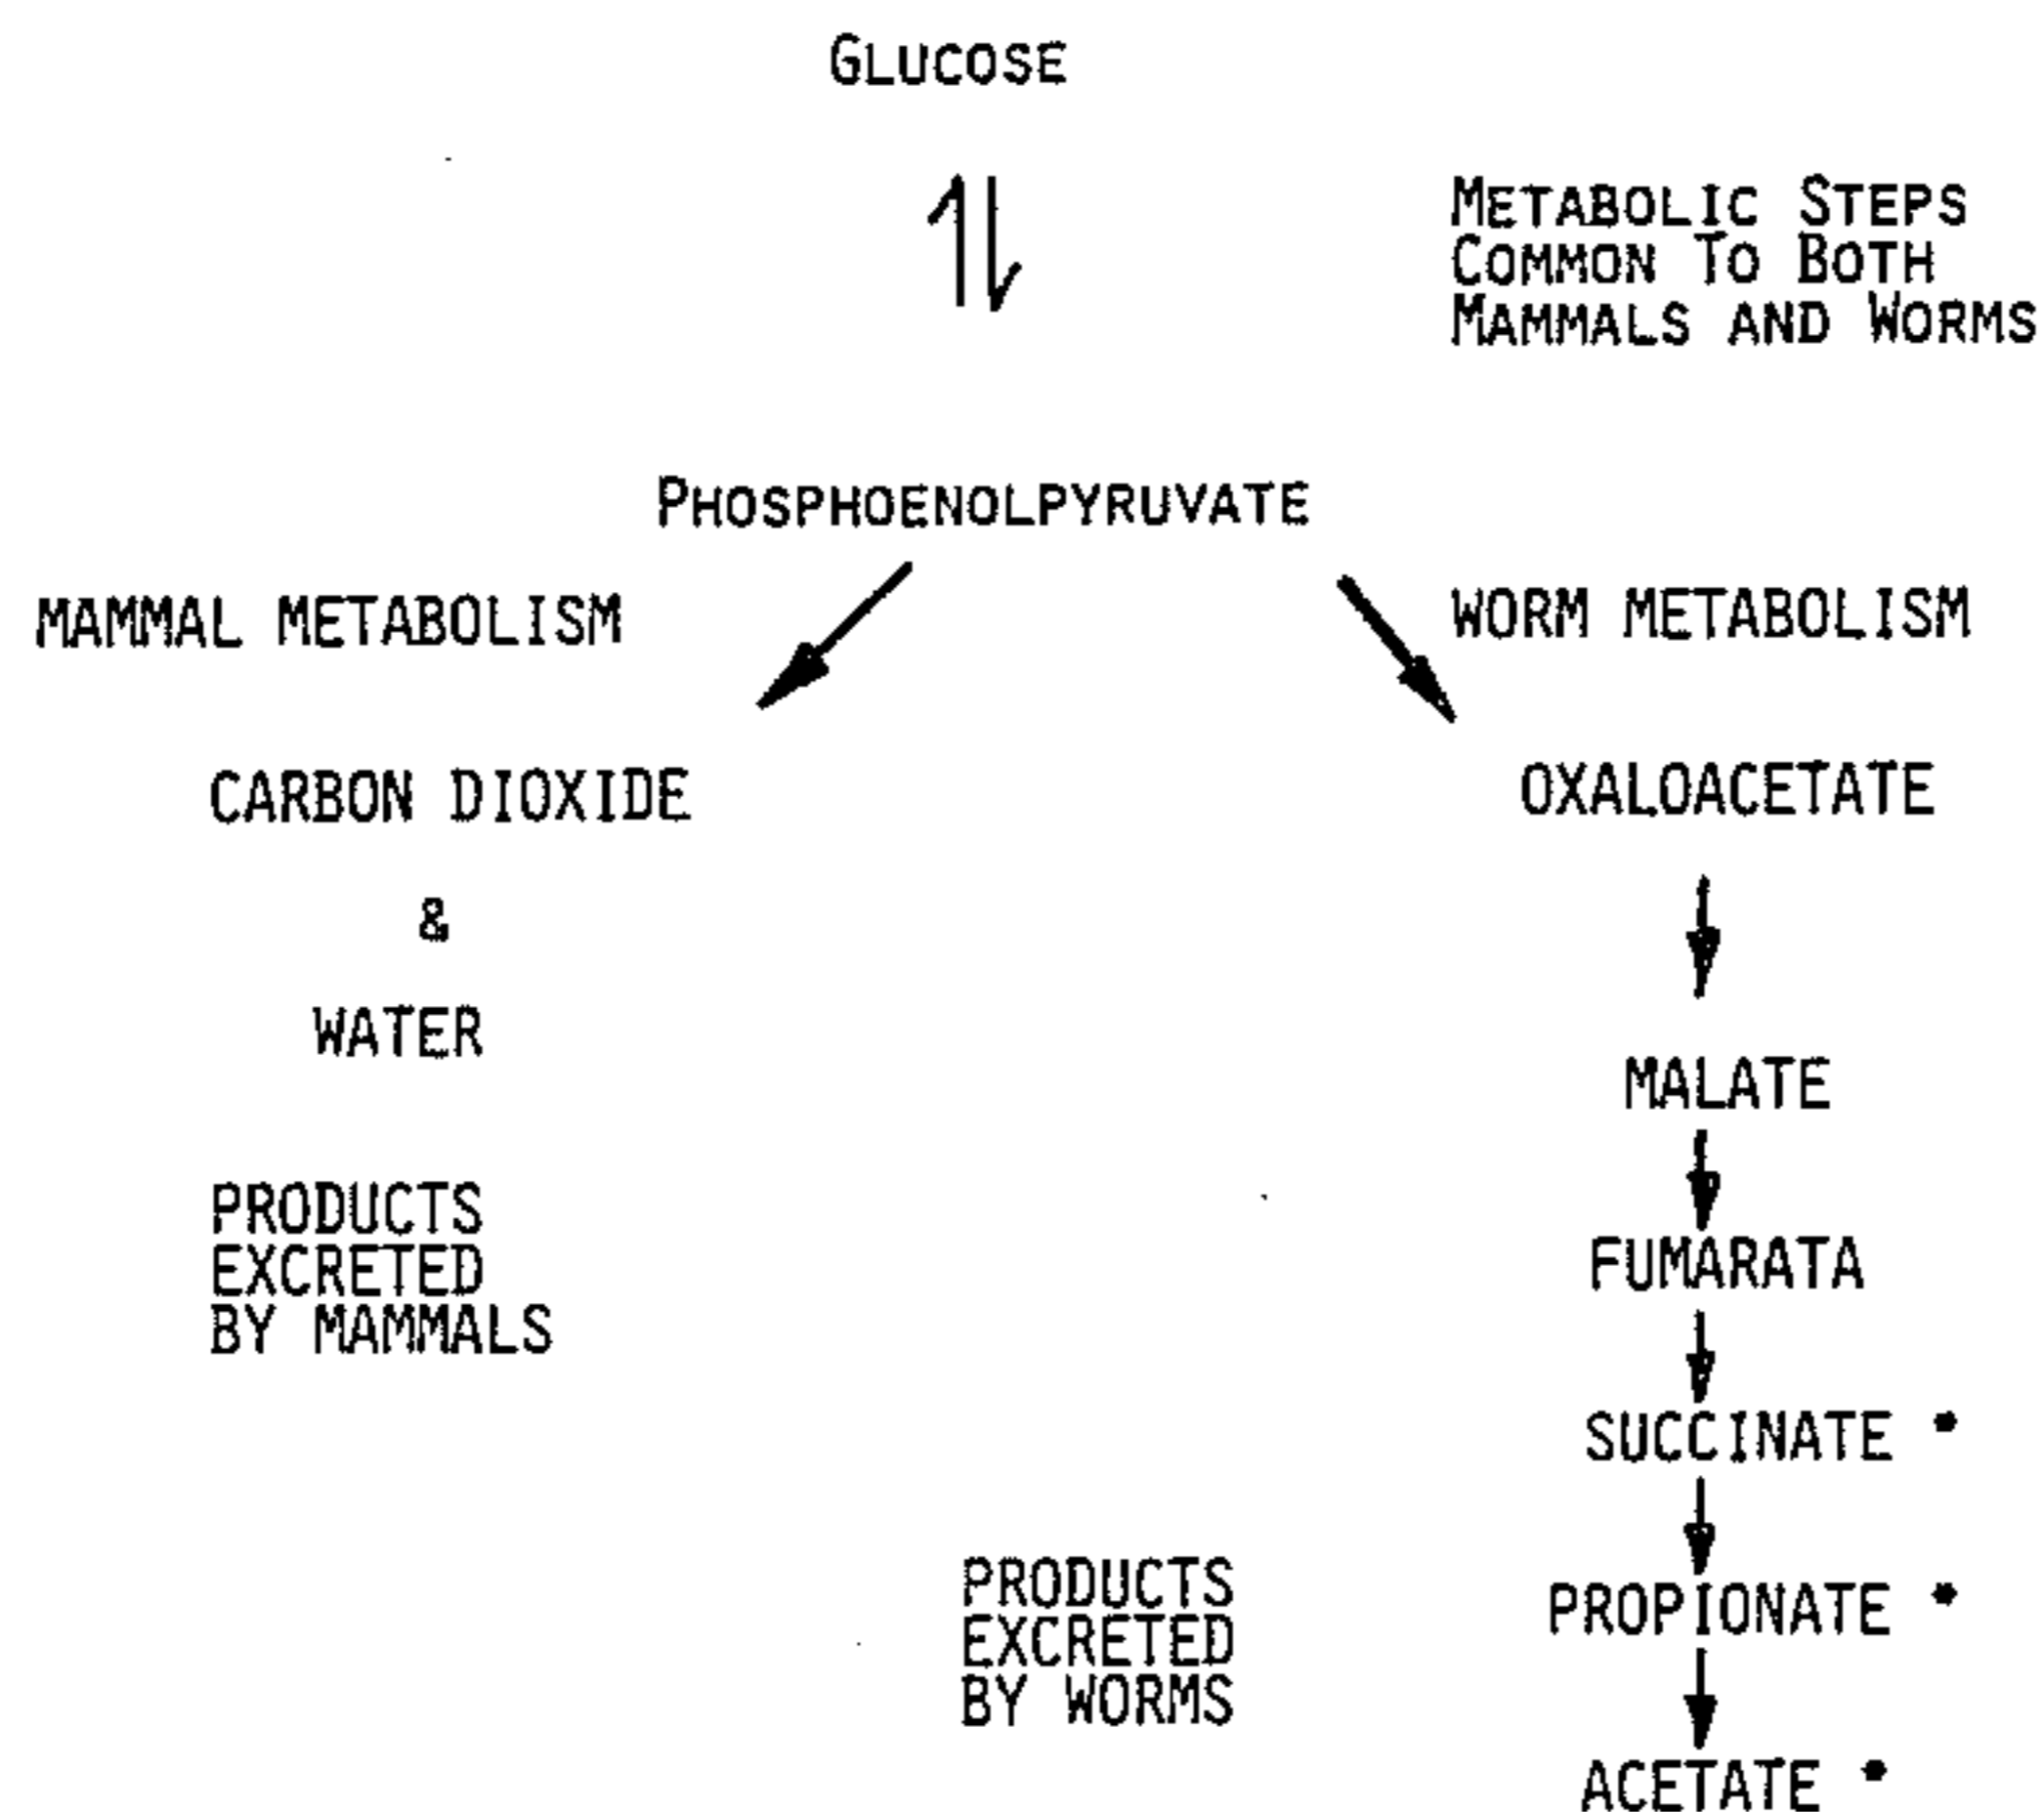 GLUCOSE
METABOLIC STEPS
COMMON TO BOTH
MAMMALS AND WORMS
PHOSPHOENOLPYRUVATE
MAMMAL METABOLISM
WORM METABOLISM
CARBON DIOXIDE
OXALOACETATE
&
WATER
MALATE
PRODUCTS
EXCRETED
BY MAMMALS
FUMARATA
SUCCINATE •
PROPIONATE •
PRODUCTS
EXCRETED
BY WORMS
ACETATE •